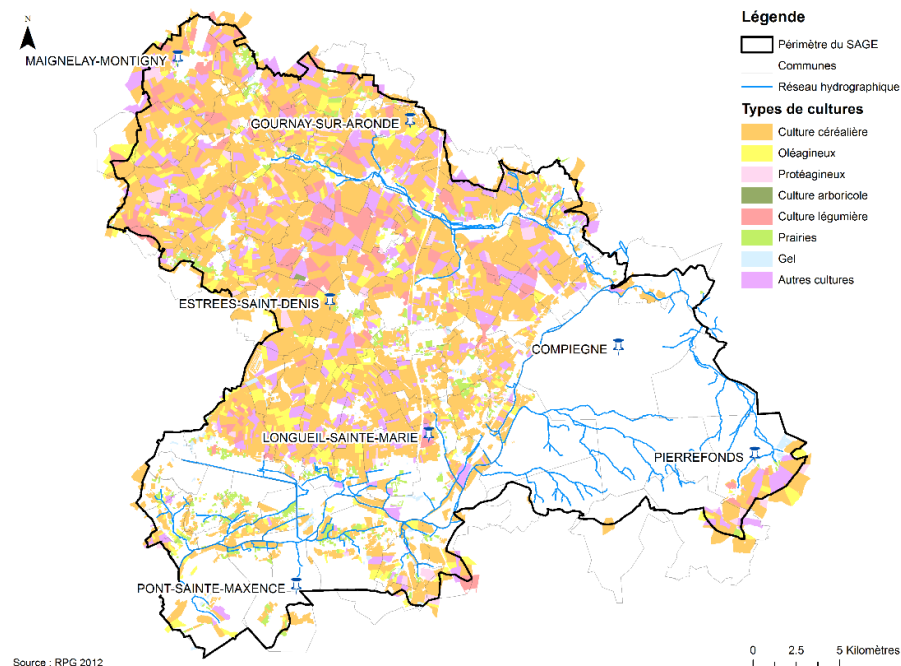 N
MAIGNELAY-MONTIGNY
GOURNAY-SUR-ARONDE
ESTREES-SAINT-DENIS
COMPIEGNE
LONGUEIL-SAINTE-MARIE
PIERREFONDS
PONT-SAINTE-MAXENCE
Légende
Périmètre du SAGE
Communes
Réseau hydrographique
Types de cultures
Culture céréalière
Oléagineux
Protéagineux
Culture arboricole
Culture légumière
Prairies
Gel
Autres cultures
Source : RPG 2012
0 2.5 5 Kilomètres